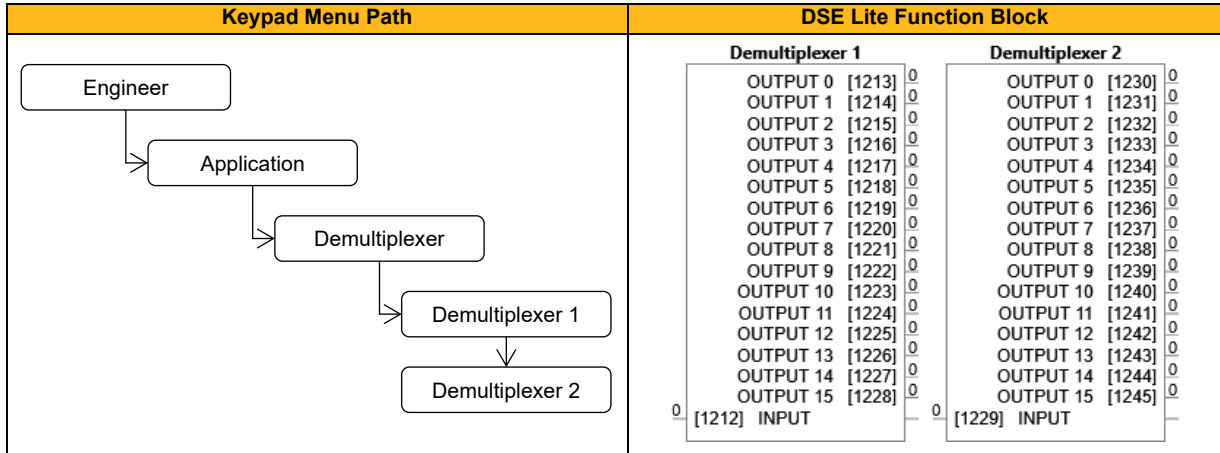 Keypad Menu Path
Engineer
Application
Demultiplexer
Demultiplexer 1
Demultiplexer 2
DSE Lite Function Block
Demultiplexer 1
OUTPUT 0 [1213] 0
OUTPUT 1 [1214] 0
OUTPUT 2 [1215] 0
OUTPUT 3 [1216] 0
OUTPUT 4 [1217] 0
OUTPUT 5 [1218] 0
OUTPUT 6 [1219] 0
OUTPUT 7 [1220] 0
OUTPUT 8 [1221] 0
OUTPUT 9 [1222] 0
OUTPUT 10 [1223] 0
OUTPUT 11 [1224] 0
OUTPUT 12 [1225] 0
OUTPUT 13 [1226] 0
OUTPUT 14 [1227] 0
OUTPUT 15 [1228] 0
0 [1212] INPUT
Demultiplexer 2
OUTPUT 0 [1230] 0
OUTPUT 1 [1231] 0
OUTPUT 2 [1232] 0
OUTPUT 3 [1233] 0
OUTPUT 4 [1234] 0
OUTPUT 5 [1235] 0
OUTPUT 6 [1236] 0
OUTPUT 7 [1237] 0
OUTPUT 8 [1238] 0
OUTPUT 9 [1239] 0
OUTPUT 10 [1240] 0
OUTPUT 11 [1241] 0
OUTPUT 12 [1242] 0
OUTPUT 13 [1243] 0
OUTPUT 14 [1244] 0
OUTPUT 15 [1245] 0
0 [1229] INPUT